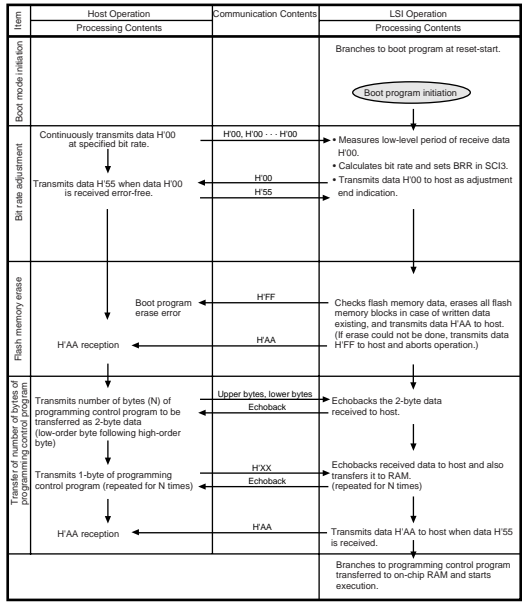 Item
Host Operation
Communication Contents
LSI Operation
Processing Contents
Processing Contents
Boot mode initiation
Branches to boot program at reset-start.
Boot program initiation
Bit rate adjustment
Continuously transmits data H'00
at specified bit rate.
H'00, H'00 · · · H'00
• Measures low-level period of receive data
H'00.
• Calculates bit rate and sets BRR in SCI3.
• Transmits data H'00 to host as adjustment
end indication.
H'00
Transmits data H'55 when data H'00
is received error-free.
H'55
Flash memory erase
Boot program
erase error
H'FF
Checks flash memory data, erases all flash
memory blocks in case of written data
existing, and transmits data H'AA to host.
(If erase could not be done, transmits data
H'FF to host and aborts operation.)
H'AA reception
H'AA
Transfer of number of bytes of
programming control program
Transmits number of bytes (N) of
programming control program to be
transferred as 2-byte data
(low-order byte following high-order
byte)
Upper bytes, lower bytes
Echoback
Echobacks the 2-byte data
received to host.
Transmits 1-byte of programming
control program (repeated for N times)
H'XX
Echoback
Echobacks received data to host and also
transfers it to RAM.
(repeated for N times)
H'AA reception
H'AA
Transmits data H'AA to host when data H'55
is received.
Branches to programming control program
transferred to on-chip RAM and starts
execution.